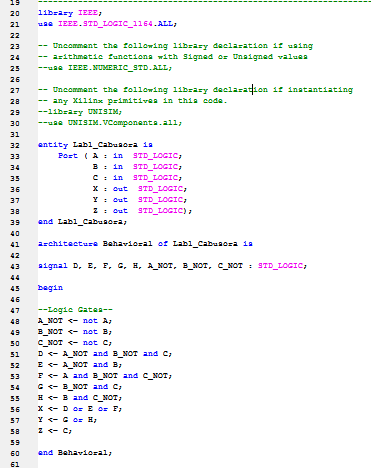 19 --------------------------------------------------------------------------------
20 library IEEE;
21 use IEEE.STD_LOGIC_1164.ALL;
22
23 -- Uncomment the following library declaration if using
24 -- arithmetic functions with Signed or Unsigned values
25 --use IEEE.NUMERIC_STD.ALL;
26
27 -- Uncomment the following library declaration if instantiating
28 -- any Xilinx primitives in this code.
29 --library UNISIM;
30 --use UNISIM.VComponents.all;
31
32 entity Lab1_Cabusora is
33 Port ( A : in STD_LOGIC;
34 B : in STD_LOGIC;
35 C : in STD_LOGIC;
36 X : out STD_LOGIC;
37 Y : out STD_LOGIC;
38 Z : out STD_LOGIC);
39 end Lab1_Cabusora;
40
41 architecture Behavioral of Lab1_Cabusora is
42
43 signal D, E, F, G, H, A_NOT, B_NOT, C_NOT : STD_LOGIC;
44
45 begin
46
47 --Logic Gates--
48 A_NOT <= not A;
49 B_NOT <= not B;
50 C_NOT <= not C;
51 D <= A_NOT and B_NOT and C;
52 E <= A_NOT and B;
53 F <= A and B_NOT and C_NOT;
54 G <= B_NOT and C;
55 H <= B and C_NOT;
56 X <= D or E or F;
57 Y <= G or H;
58 Z <= C;
59
60 end Behavioral;
61